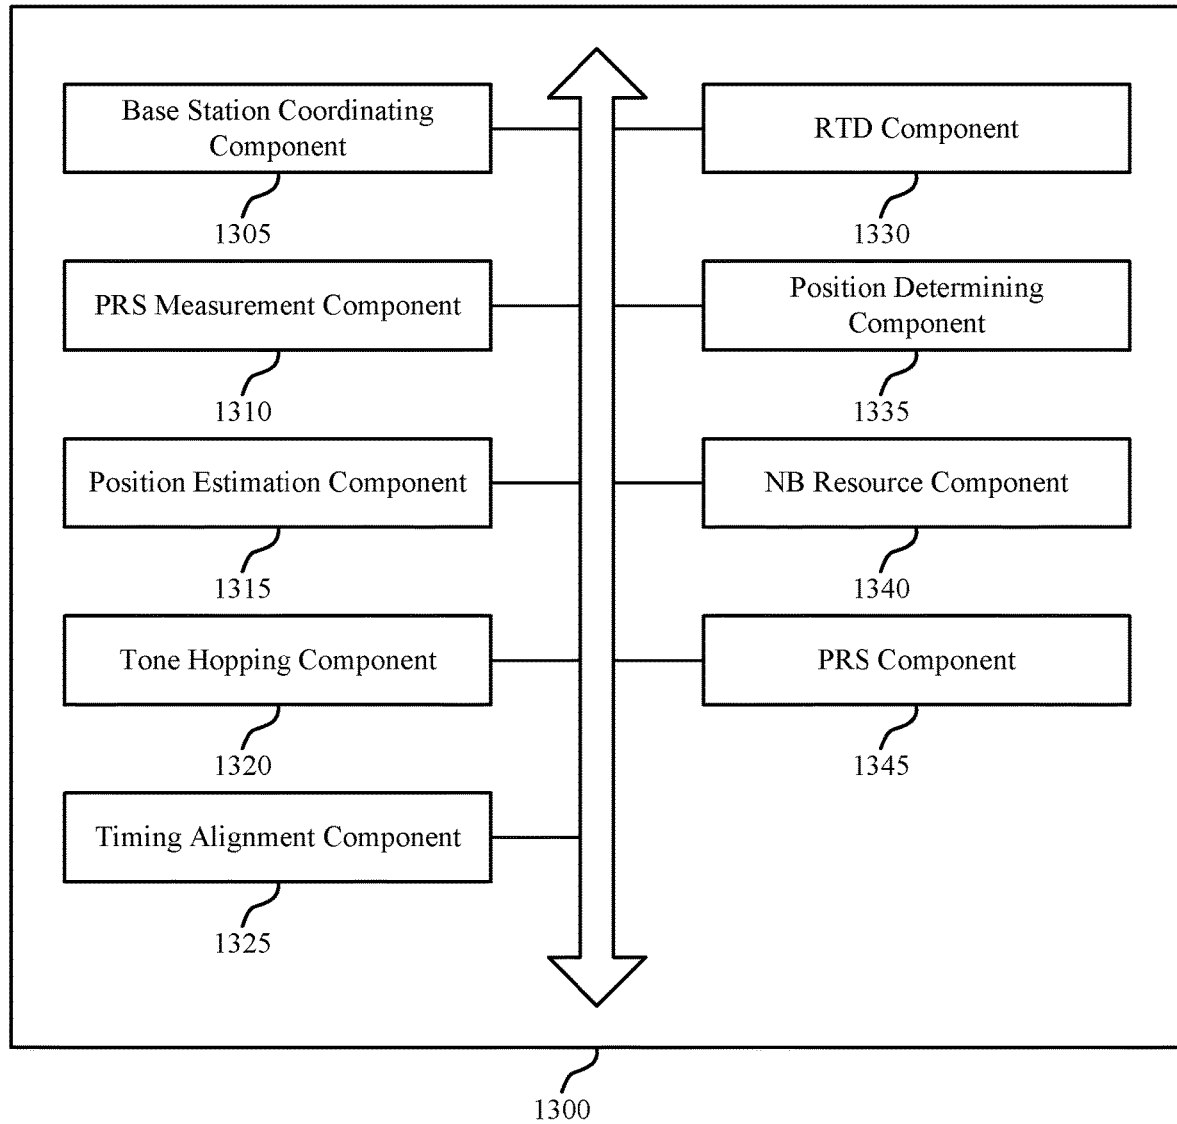 Base Station Coordinating
Component
1305
PRS Measurement Component
1310
Position Estimation Component
1315
Tone Hopping Component
1320
Timing Alignment Component
1325
RTD Component
1330
Position Determining
Component
1335
NB Resource Component
1340
PRS Component
1345
1300